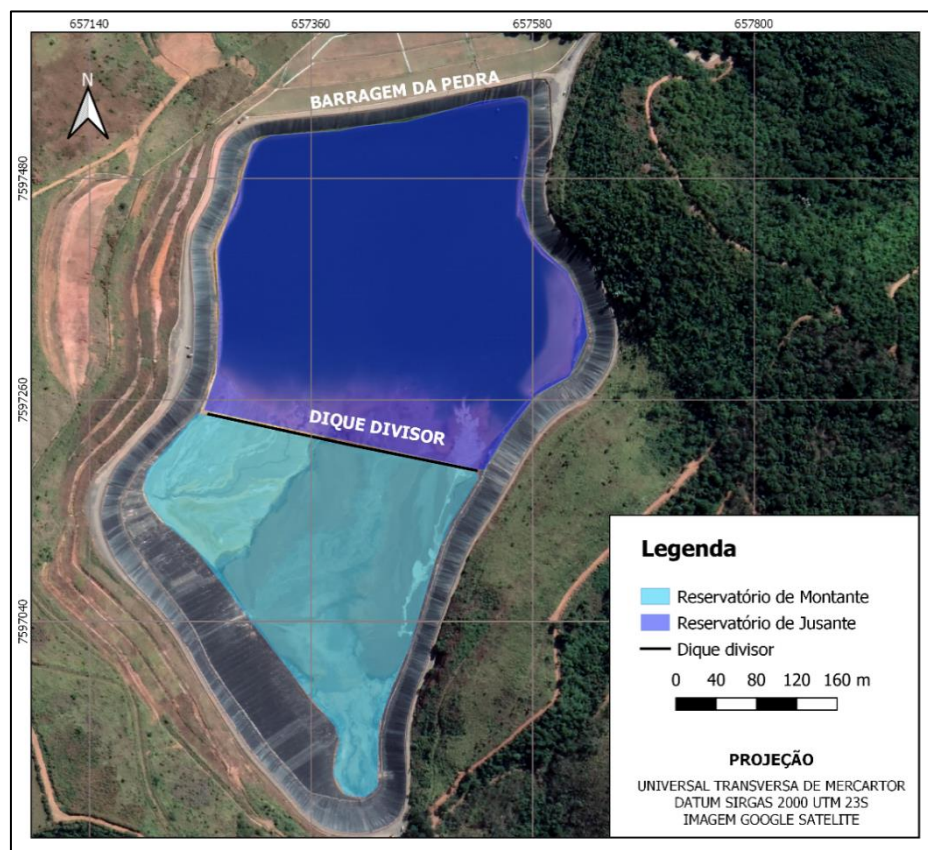 657140
657360
657580
657800
N
BARRAGEM DA PEDRA
7597480
7597260
DIQUE DIVISOR
7597040
Legenda
Reservatório de Montante
Reservatório de Jusante
Dique divisor
0 40 80 120 160 m
PROJEÇÃO
UNIVERSAL TRANSVERSA DE MERCARTOR
DATUM SIRGAS 2000 UTM 23S
IMAGEM GOOGLE SATELITE